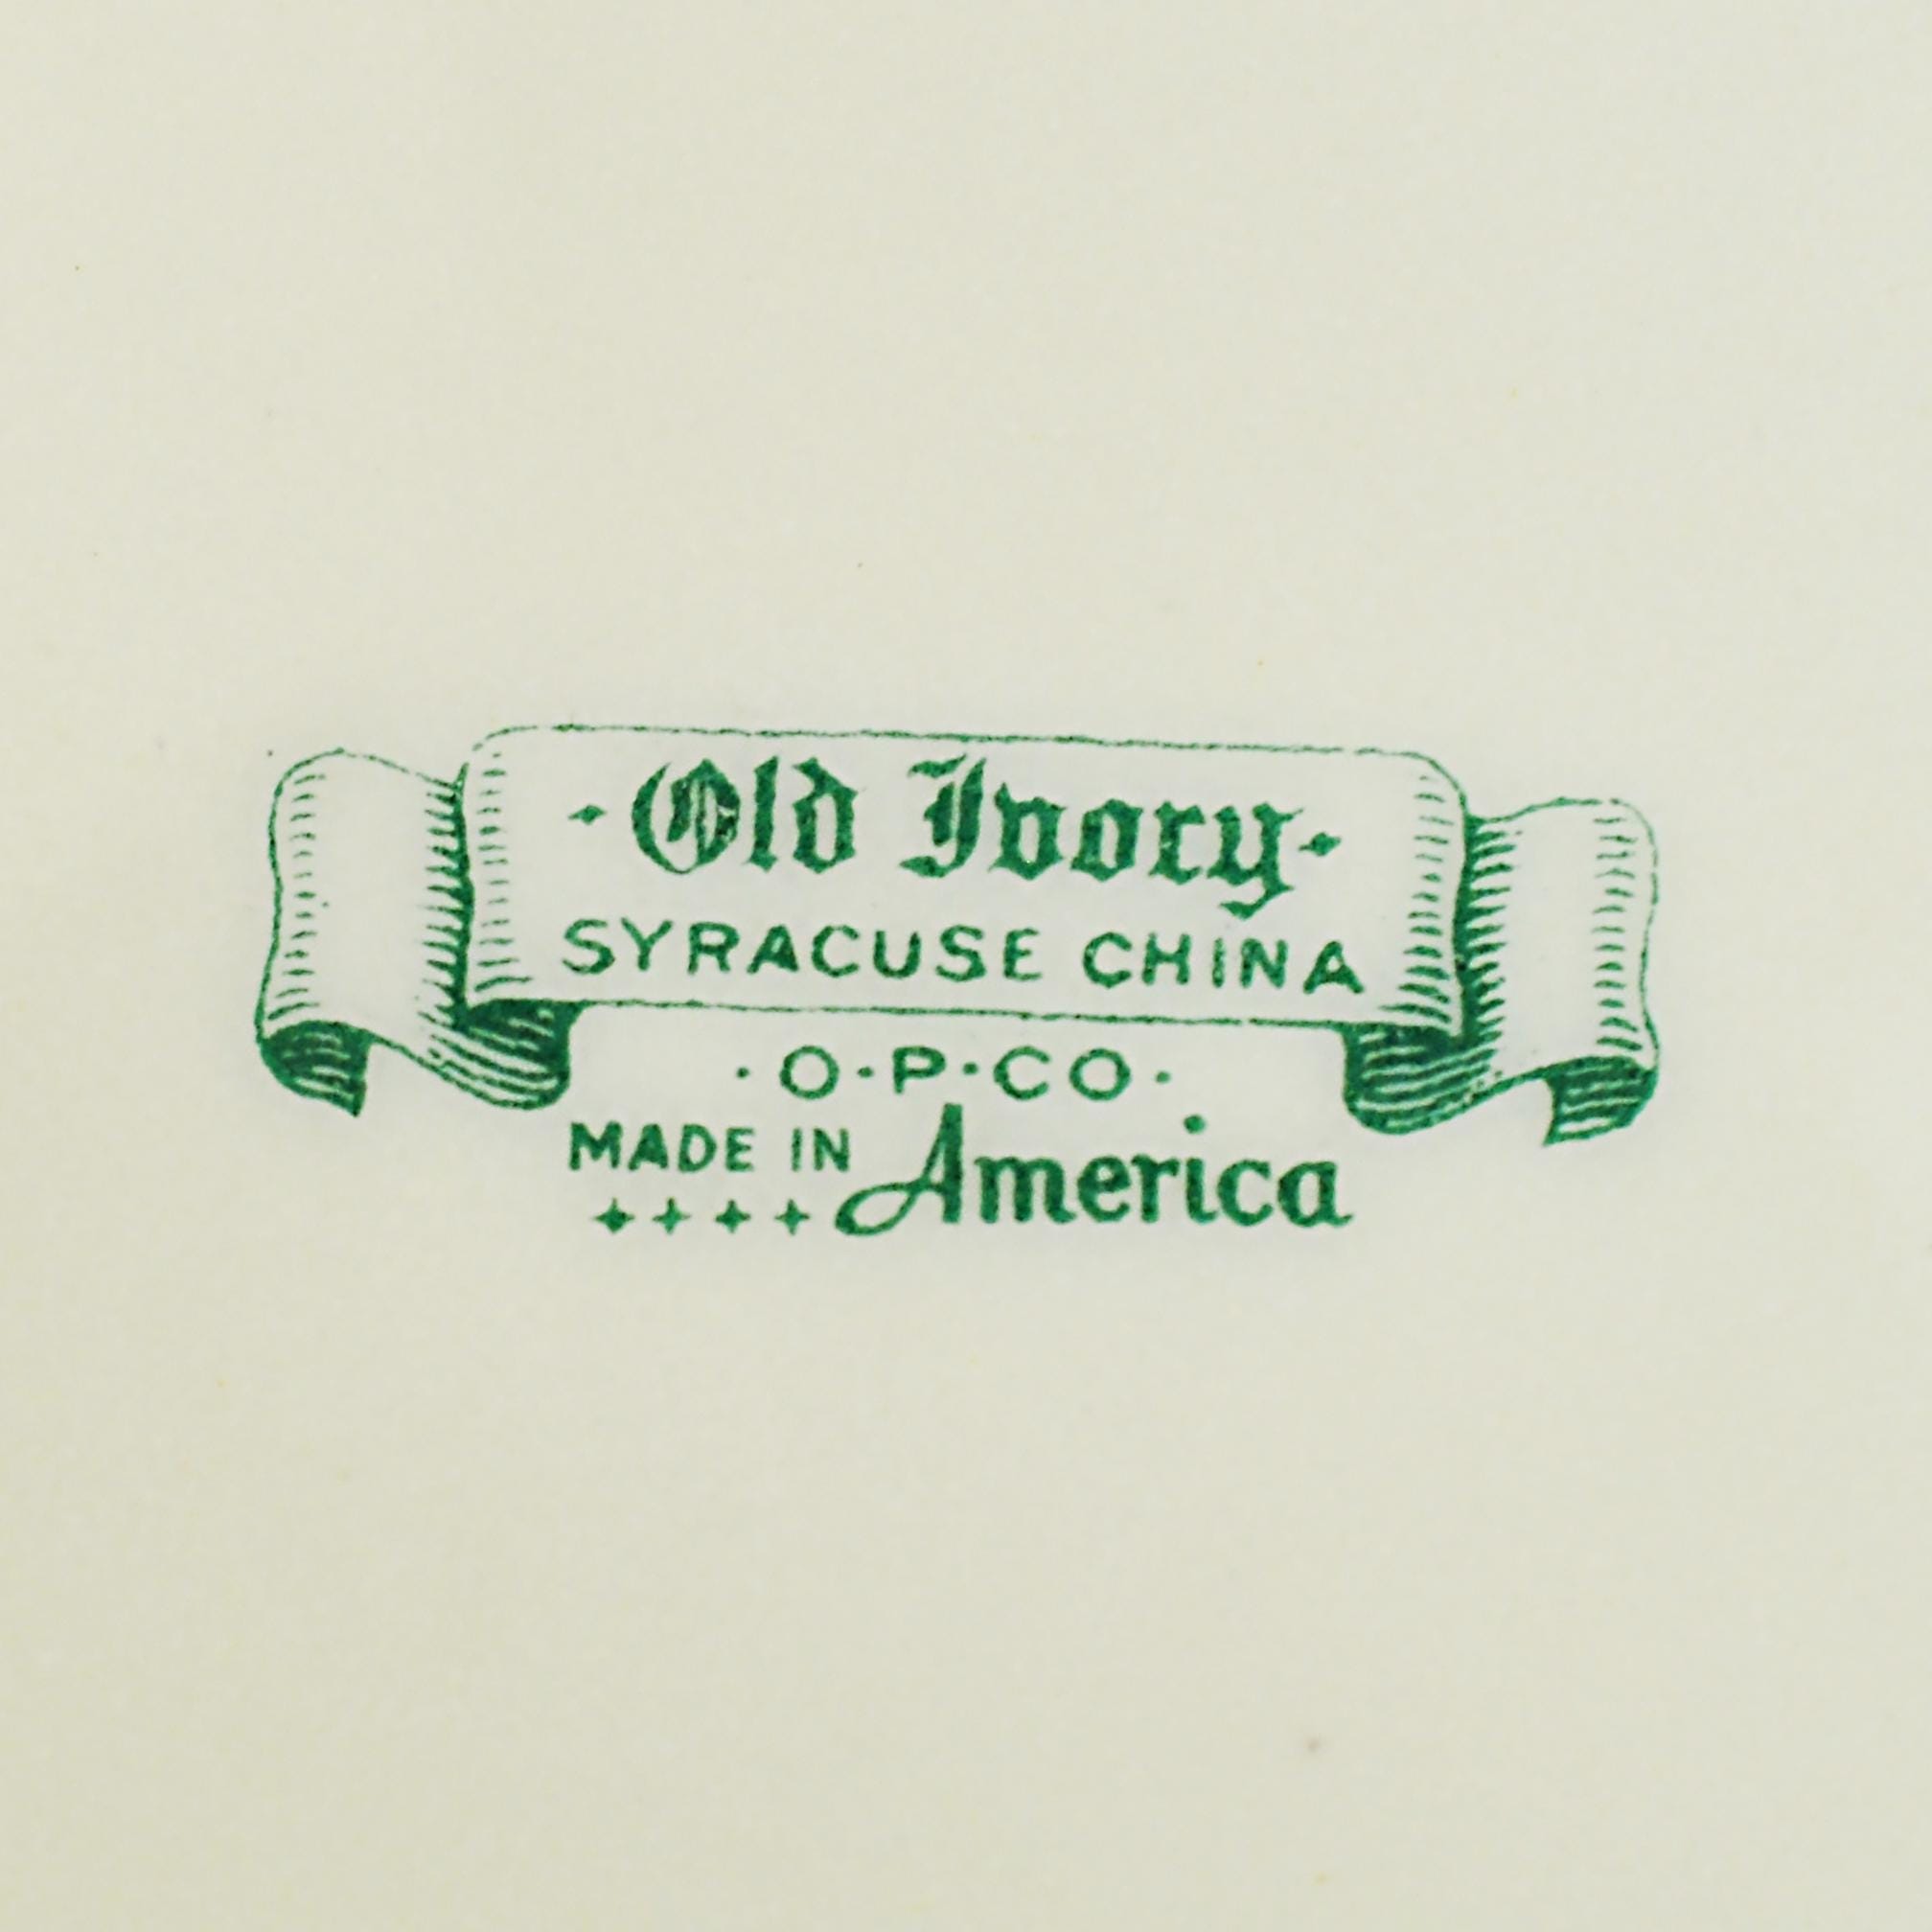 · Old Ivory ·
SYRACUSE CHINA
· O · P · CO ·
MADE IN America